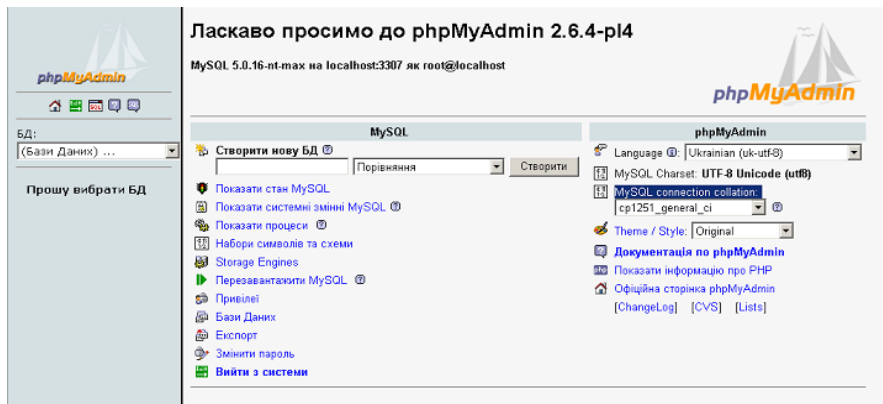 phpMyAdmin
БД:
(Бази Даних) ...
Прошу вибрати БД
Ласкаво просимо до phpMyAdmin 2.6.4-pl4
MySQL 5.0.16-nt-max на localhost:3307 як root@localhost
phpMyAdmin
MySQL
Створити нову БД
Порівняння
Створити
Показати стан MySQL
Показати системні змінні MySQL
Показати процеси
Набори символів та схеми
Storage Engines
Перезавантажити MySQL
Привілеї
Бази Даних
Експорт
Змінити пароль
Вийти з системи
phpMyAdmin
Language: Ukrainian (uk-utf-8)
MySQL Charset: UTF-8 Unicode (utf8)
MySQL connection collation:
cp1251_general_ci
Theme / Style: Original
Документація по phpMyAdmin
Показати інформацію про PHP
Офіційна сторінка phpMyAdmin
[ChangeLog] [CVS] [Lists]